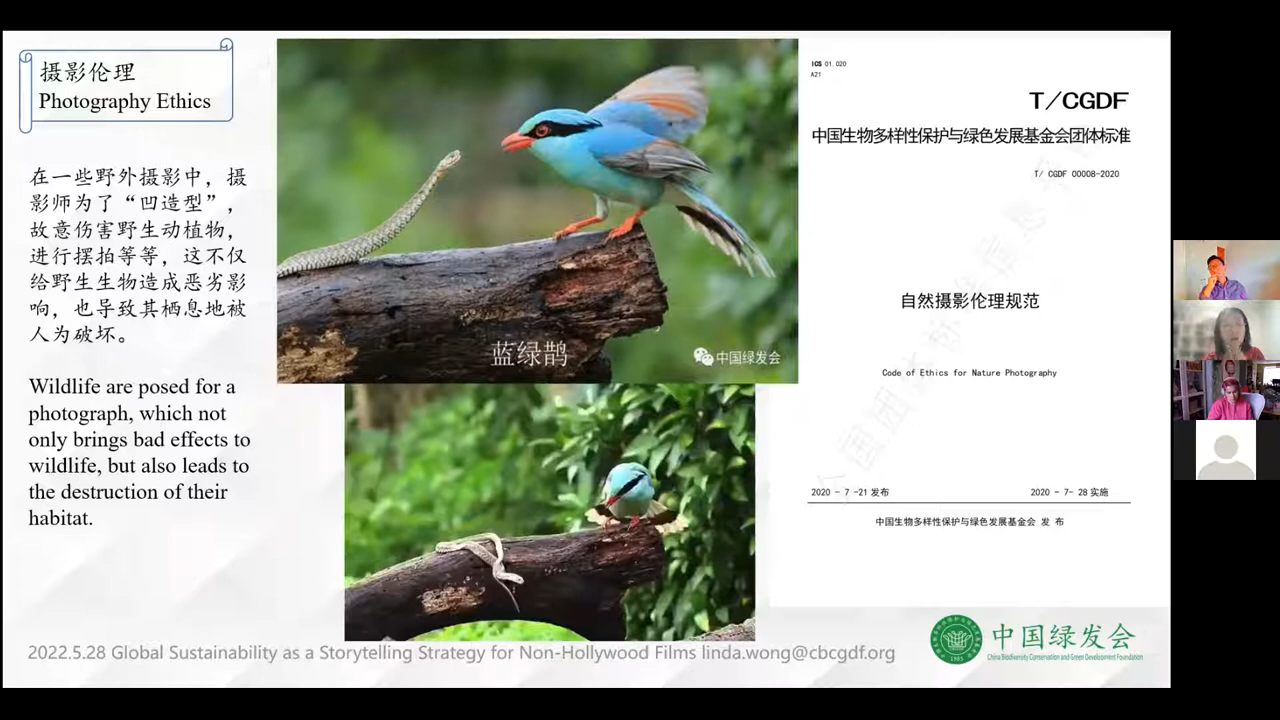 摄影伦理
Photography Ethics
在一些野外摄影中，摄
影师为了“凹造型”，
故意伤害野生动植物，
进行摆拍等等，这不仅
给野生生物造成恶劣影
响，也导致其栖息地被
人为破坏。
Wildlife are posed for a
photograph, which not
only brings bad effects to
wildlife, but also leads to
the destruction of their
habitat.
蓝绿鹊
中国绿发会
ICS 01.020
A21
T/CGDF
中国生物多样性保护与绿色发展基金会团体标准
T/ CGDF 00008-2020
自然摄影伦理规范
Code of Ethics for Nature Photography
2020 - 7 -21 发布
2020 - 7- 28 实施
中国生物多样性保护与绿色发展基金会 发 布
2022.5.28 Global Sustainability as a Storytelling Strategy for Non-Hollywood Films linda.wong@cbcgdf.org
中国绿发会
China Biodiversity Conservation and Green Development Foundation
1985